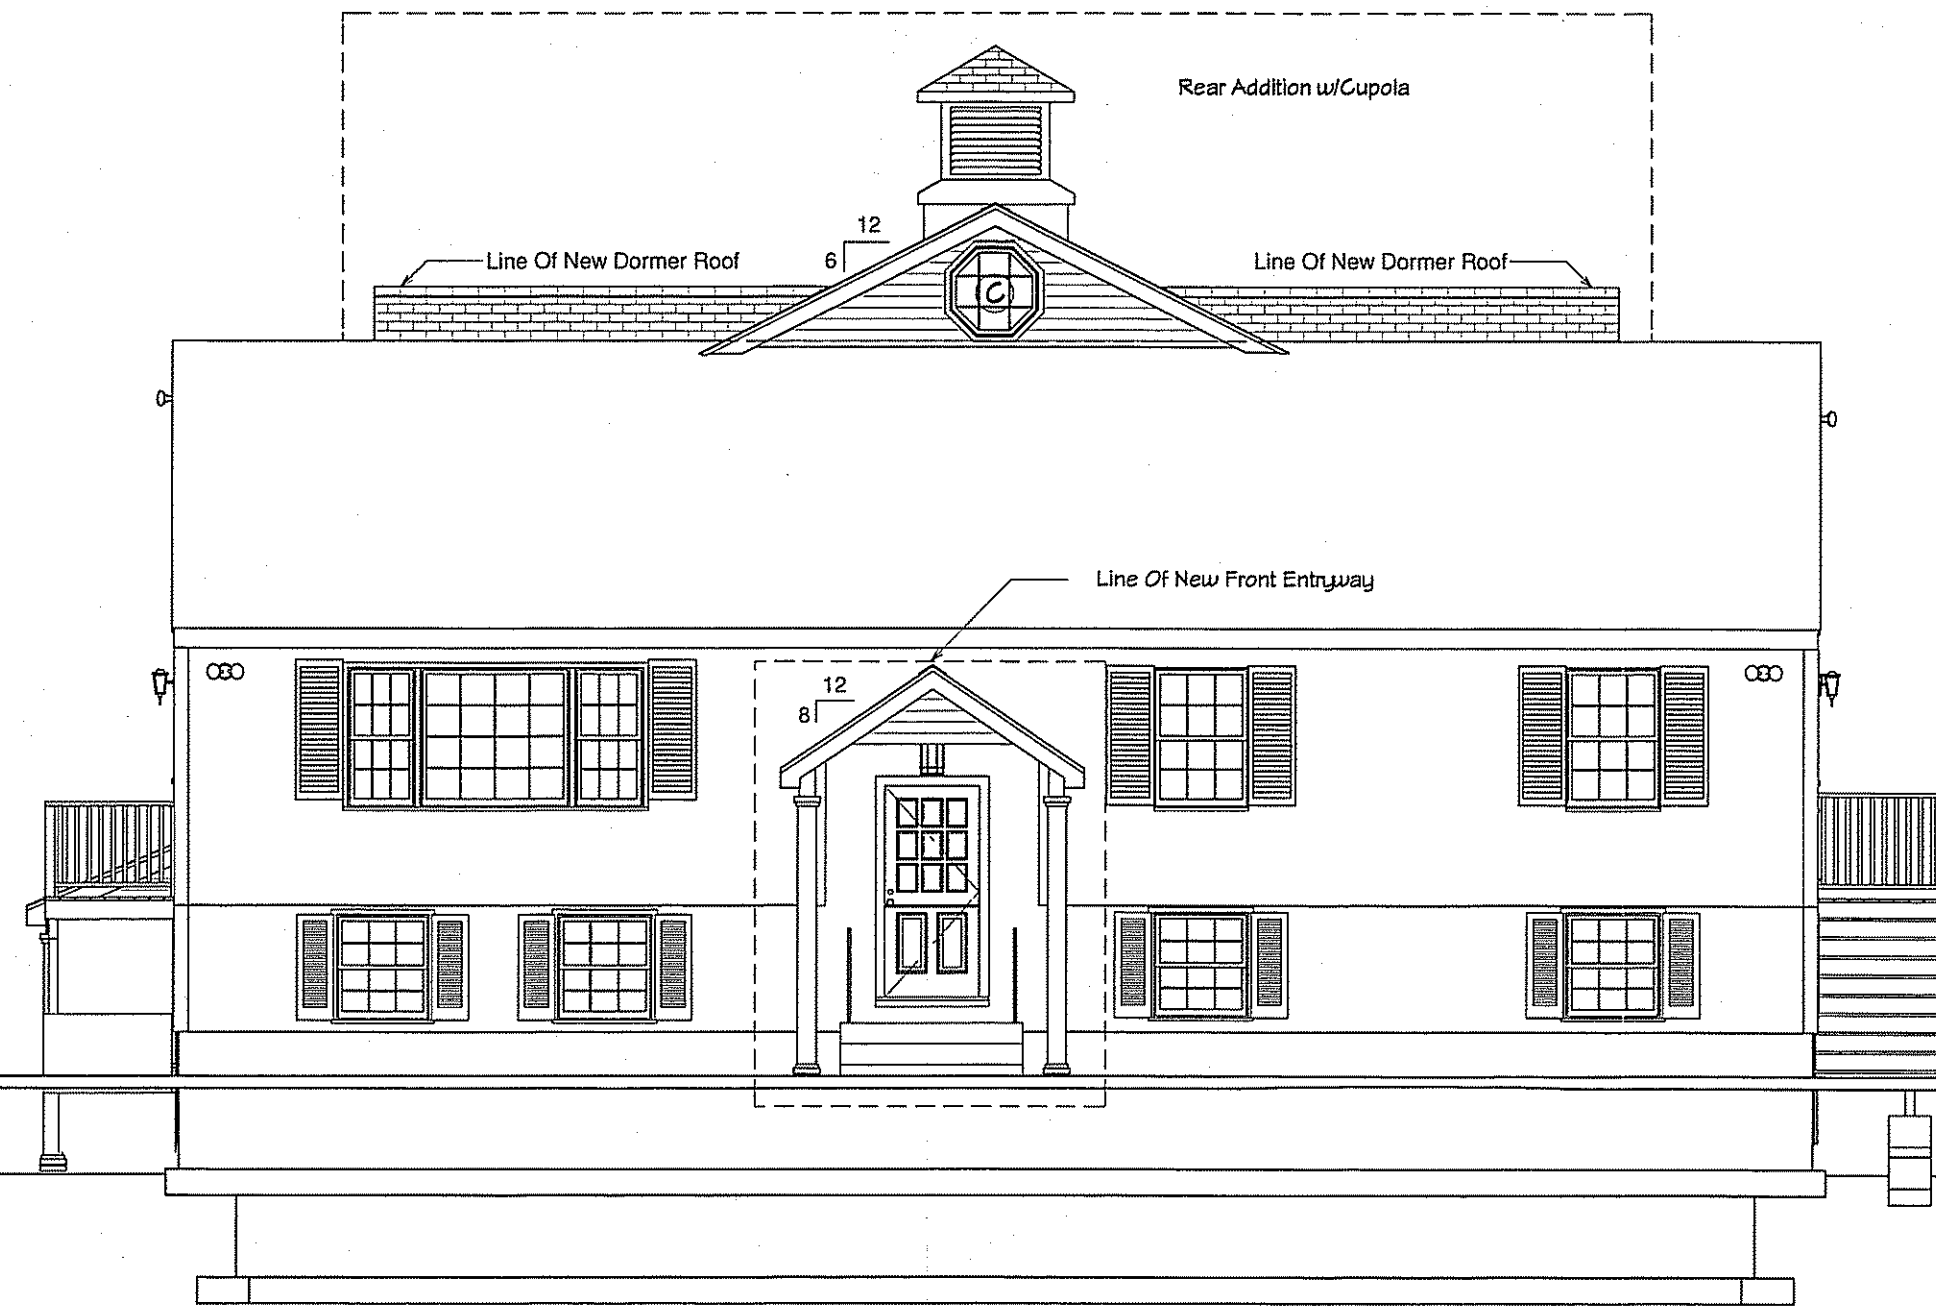 Rear Addition w/Cupola
12
6
Line Of New Dormer Roof
Line Of New Dormer Roof
C
Line Of New Front Entryway
12
8